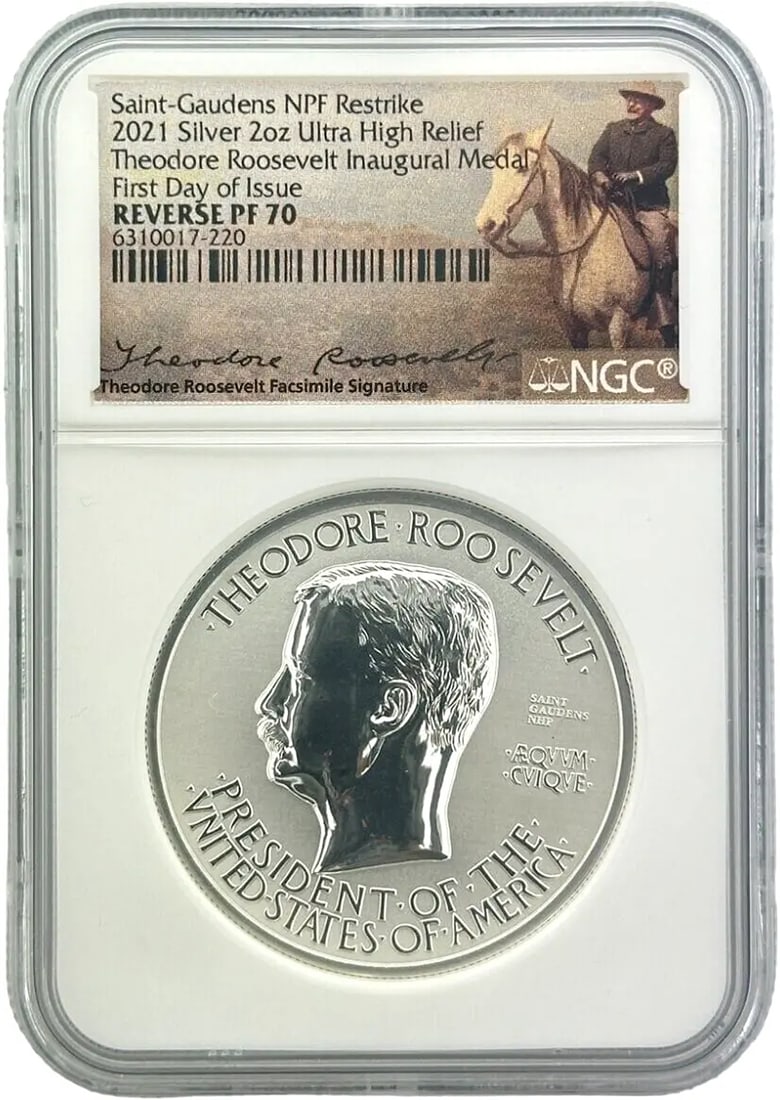 Saint-Gaudens NPF Restrike
2021 Silver 2oz Ultra High Relief
Theodore Roosevelt Inaugural Medal
First Day of Issue
REVERSE PF 70
6310017-220
Theodore Roosevelt
Theodore Roosevelt Facsimile Signature
NGC®
·THEODORE·ROOSEVELT·
SAINT
GAUDENS
NHP
·ÆQVVM·
·CVIQVE·
·PRESIDENT·OF·THE·
·VNITED·STATES·OF·AMERICA·